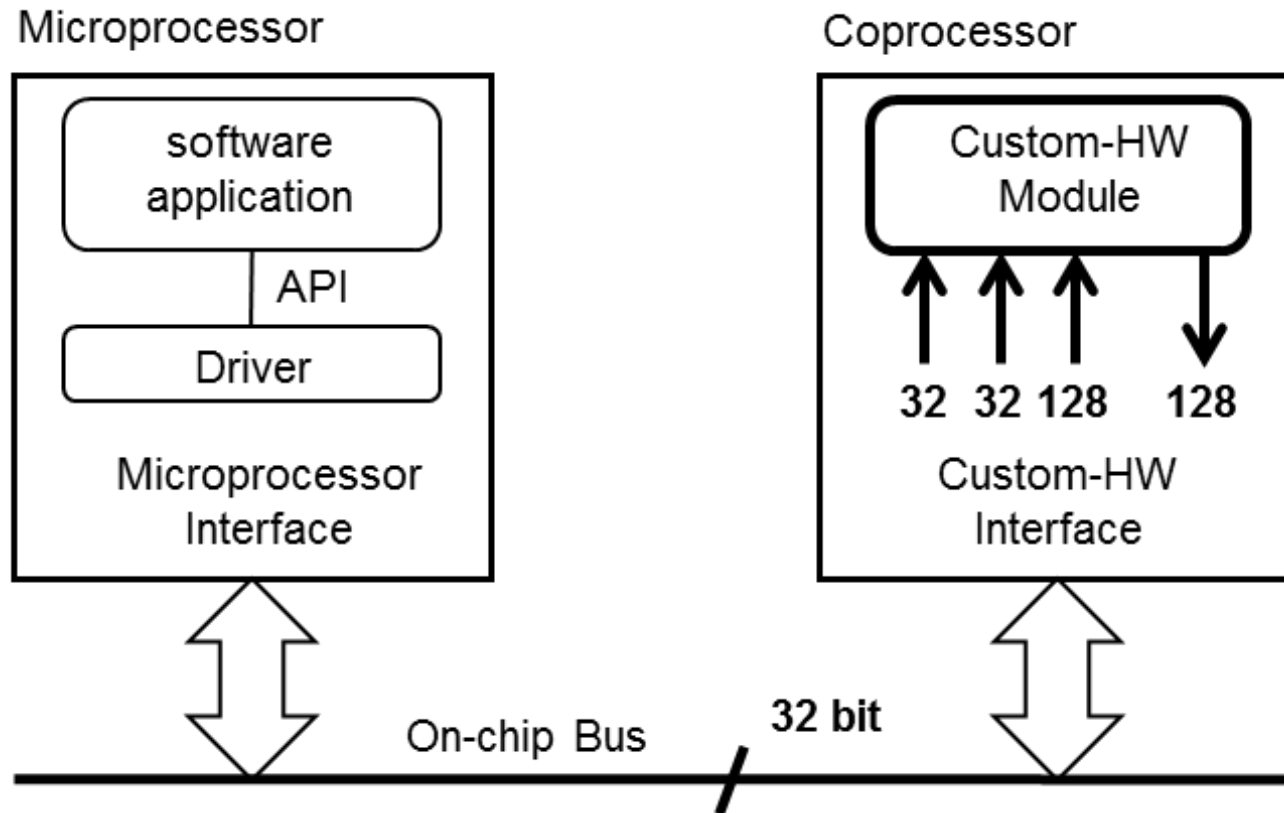 Microprocessor
software
application
API
Driver
Microprocessor
Interface
Coprocessor
Custom-HW
Module
32 32 128 128
Custom-HW
Interface
On-chip Bus
32 bit